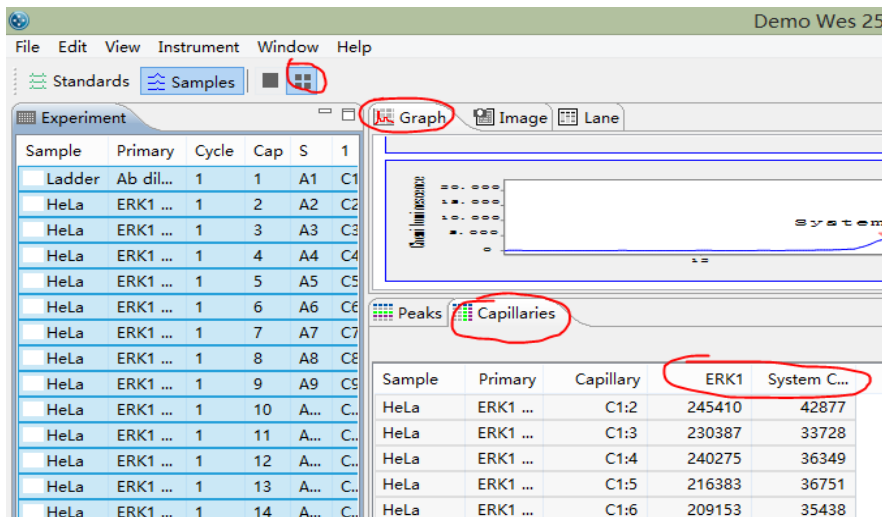 Demo Wes 25
File Edit View Instrument Window Help
Standards Samples
Experiment
Sample Primary Cycle Cap S 1
Ladder Ab dil... 1 1 A1 C1
HeLa ERK1 ... 1 2 A2 C2
HeLa ERK1 ... 1 3 A3 C3
HeLa ERK1 ... 1 4 A4 C4
HeLa ERK1 ... 1 5 A5 C5
HeLa ERK1 ... 1 6 A6 C6
HeLa ERK1 ... 1 7 A7 C7
HeLa ERK1 ... 1 8 A8 C8
HeLa ERK1 ... 1 9 A9 C9
HeLa ERK1 ... 1 10 A... C..
HeLa ERK1 ... 1 11 A... C..
HeLa ERK1 ... 1 12 A... C..
HeLa ERK1 ... 1 13 A... C..
HeLa ERK1 ... 1 14 A... C..
Graph Image Lane
System
0
Peaks Capillaries
Sample Primary Capillary ERK1 System C...
HeLa ERK1 ... C1:2 245410 42877
HeLa ERK1 ... C1:3 230387 33728
HeLa ERK1 ... C1:4 240275 36349
HeLa ERK1 ... C1:5 216383 36751
HeLa ERK1 ... C1:6 209153 35438